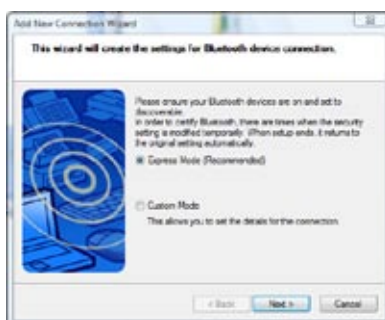 Add New Connection Wizard
This wizard will create the settings for Bluetooth device connection.
Please ensure your Bluetooth devices are on and set to
discoverable.
In order to certify Bluetooth, there are times when the security
setting is modified temporarily. When setup ends, it returns to
the original setting automatically.
Express Mode (Recommended)
Custom Mode
This allows you to set the details for the connection.
< Back
Next >
Cancel